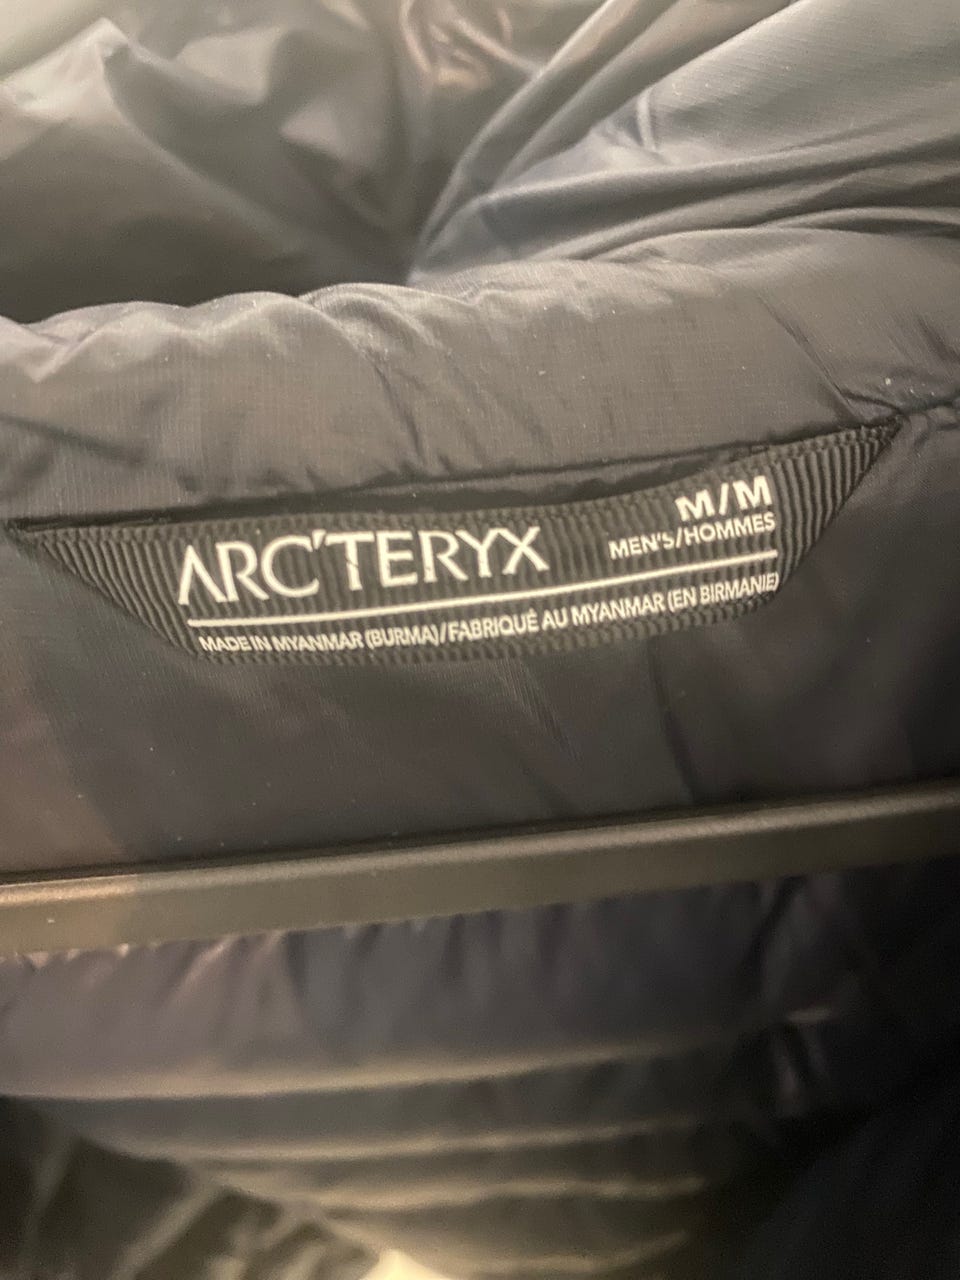 ARC'TERYX
M/M
MEN'S/HOMMES
MADE IN MYANMAR (BURMA)/FABRIQUÉ AU MYANMAR (EN BIRMANIE)